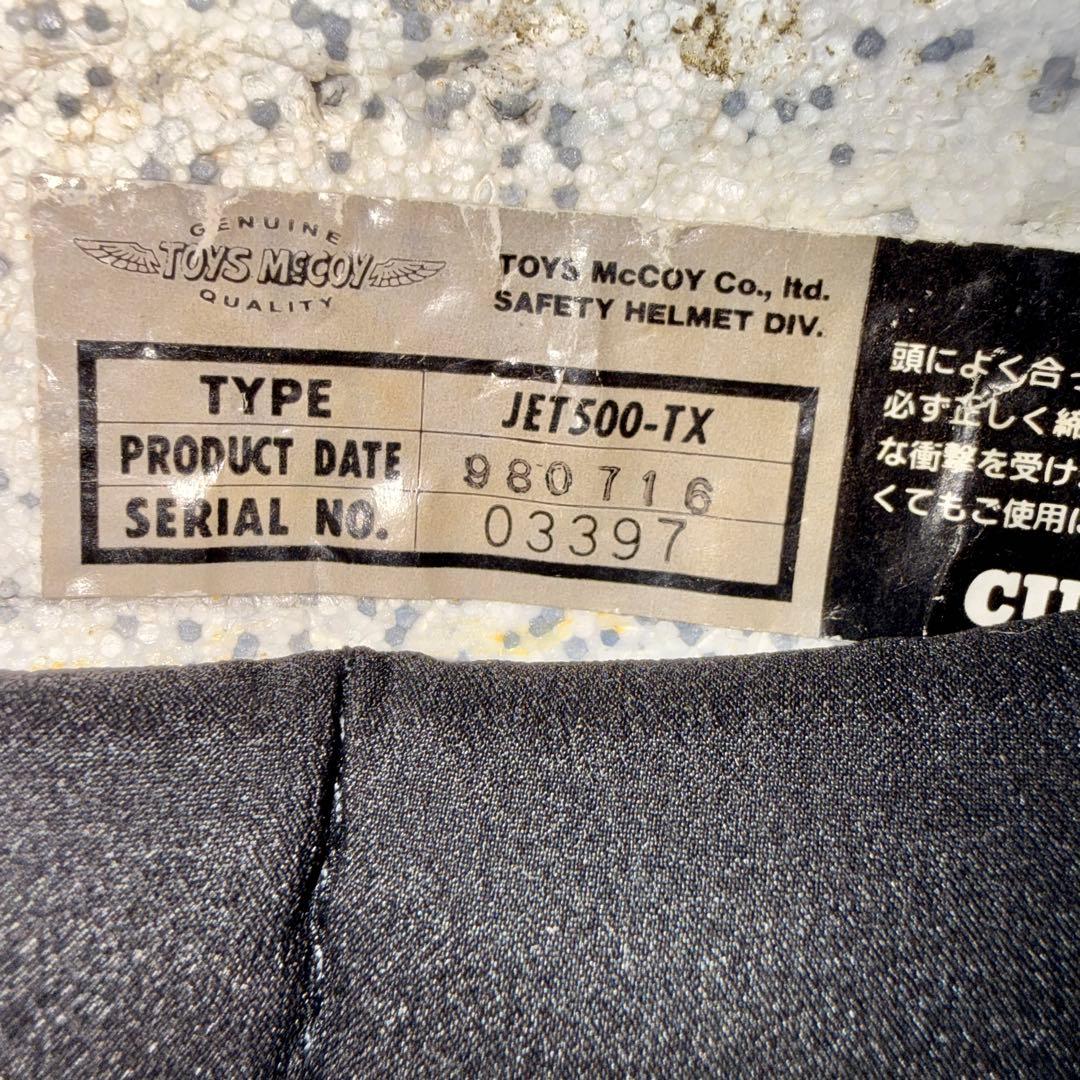 GENUINE
TOYS McCOY
QUALITY
TOYS McCOY Co., ltd.
SAFETY HELMET DIV.
TYPE JET500-TX
PRODUCT DATE 980716
SERIAL NO. 03397
頭によく合っ
必ず正しく締
な衝撃を受け
くてもご使用に